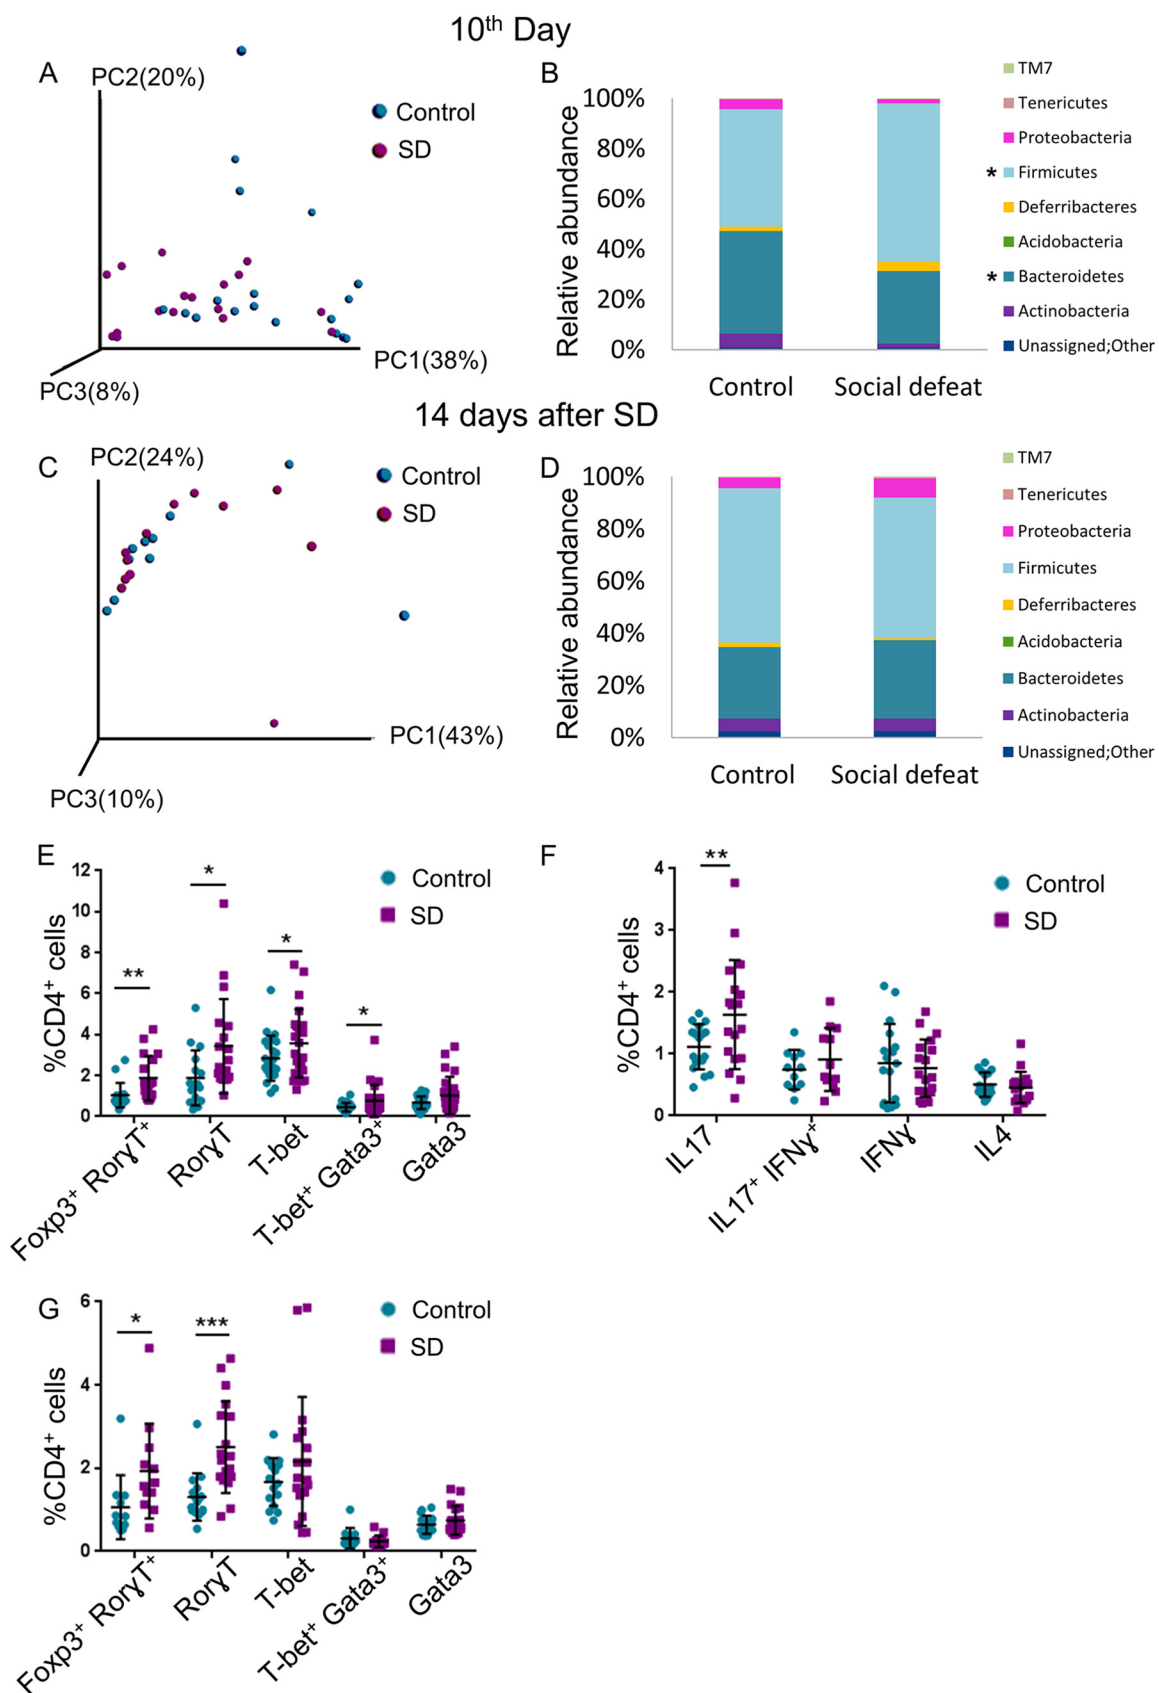 10th Day
A
PC2(20%)
Control
SD
PC1(38%)
PC3(8%)
B
Relative abundance
100%
80%
60%
40%
20%
0%
Control
Social defeat
TM7
Tenericutes
Proteobacteria
* Firmicutes
Deferribacteres
Acidobacteria
* Bacteroidetes
Actinobacteria
Unassigned;Other
14 days after SD
C
PC2(24%)
Control
SD
PC1(43%)
PC3(10%)
D
Relative abundance
100%
80%
60%
40%
20%
0%
Control
Social defeat
TM7
Tenericutes
Proteobacteria
Firmicutes
Deferribacteres
Acidobacteria
Bacteroidetes
Actinobacteria
Unassigned;Other
E
%CD4+ cells
12
10
8
6
4
2
0
**
*
*
*
Control
SD
Foxp3+ RorγT+
RorγT
T-bet
T-bet+ Gata3+
Gata3
F
%CD4+ cells
4
3
2
1
0
**
Control
SD
IL17
IL17+ IFNγ+
IFNγ
IL4
G
%CD4+ cells
6
4
2
0
*
***
Control
SD
Foxp3+ RorγT+
RorγT
T-bet
T-bet+ Gata3+
Gata3